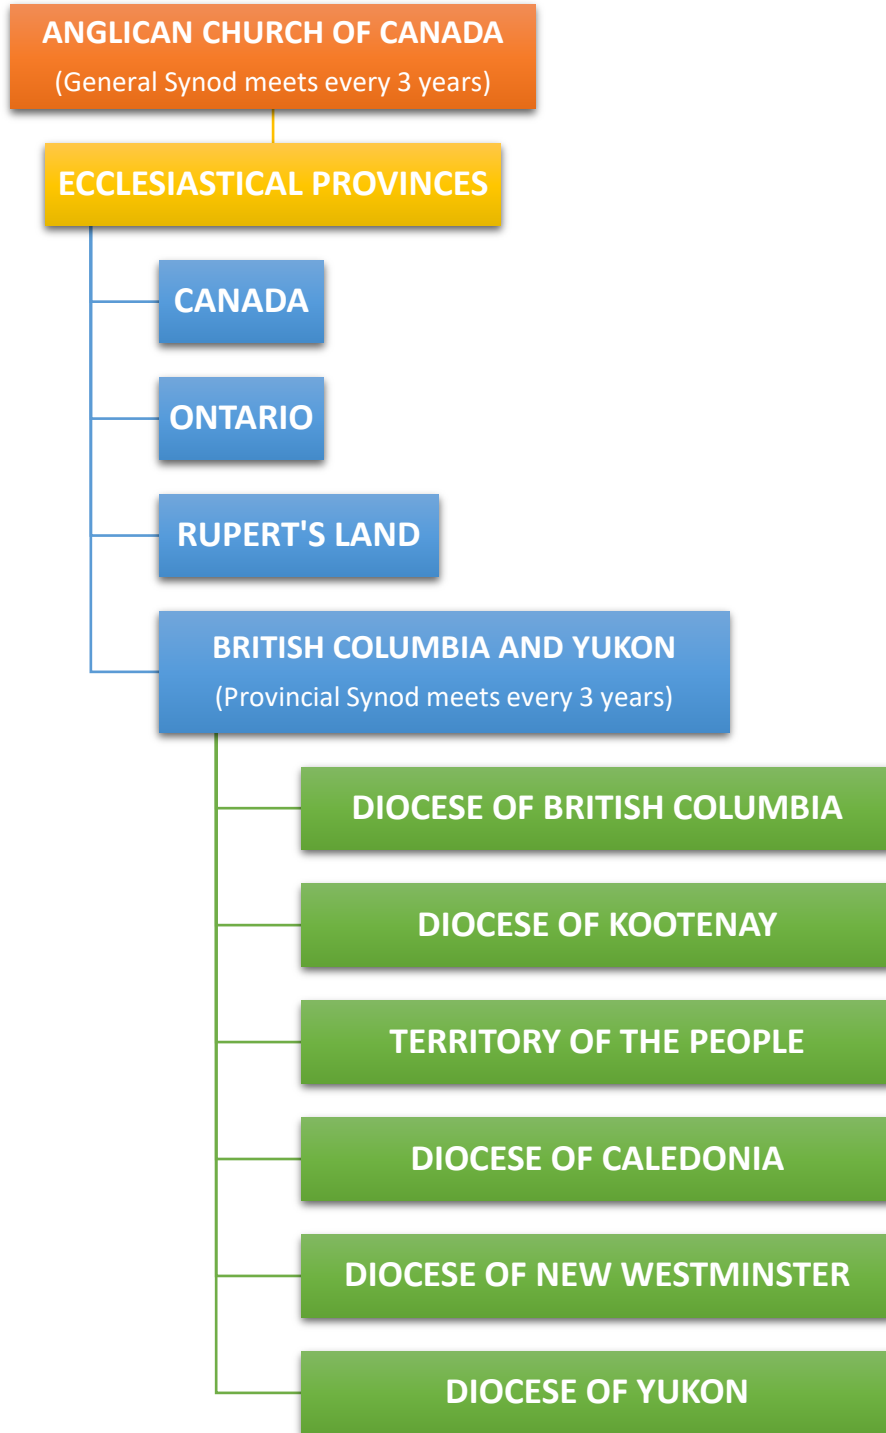 ANGLICAN CHURCH OF CANADA
(General Synod meets every 3 years)
ECCLESIASTICAL PROVINCES
CANADA
ONTARIO
RUPERT'S LAND
BRITISH COLUMBIA AND YUKON
(Provincial Synod meets every 3 years)
DIOCESE OF BRITISH COLUMBIA
DIOCESE OF KOOTENAY
TERRITORY OF THE PEOPLE
DIOCESE OF CALEDONIA
DIOCESE OF NEW WESTMINSTER
DIOCESE OF YUKON